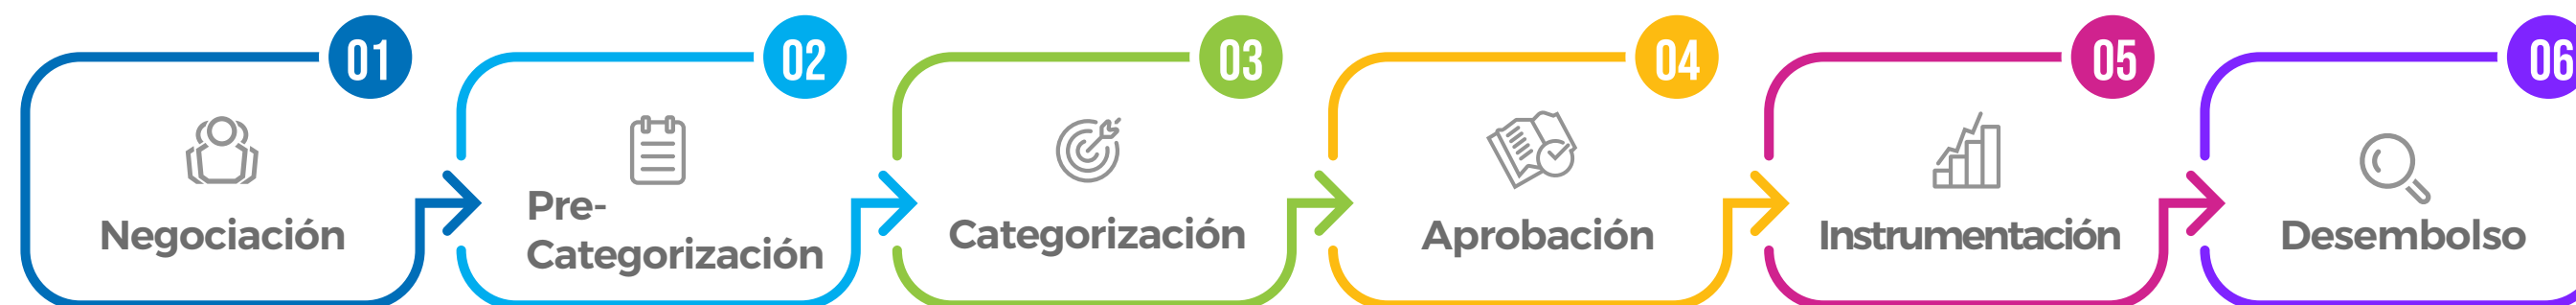 01
Negociación
02
Pre-
Categorización
03
Categorización
04
Aprobación
05
Instrumentación
06
Desembolso